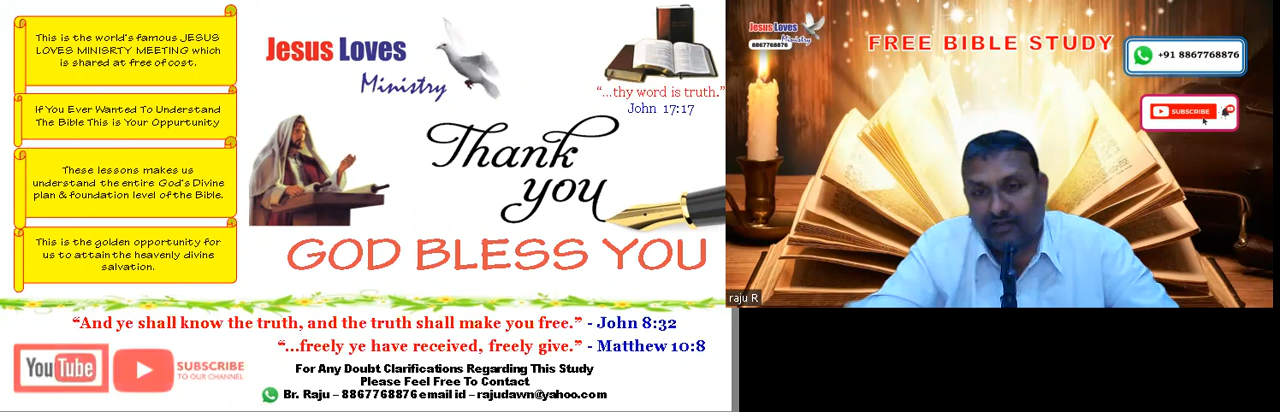 This is the world's famous JESUS
LOVES MINISRTY MEETING which
is shared at free of cost.
If You Ever Wanted To Understand
The Bible This is Your Oppurtunity
These lessons makes us
understand the entire God's Divine
plan & foundation level of the Bible.
This is the golden opportunity for
us to attain the heavenly divine
salvation.
Jesus Loves
Ministry
“...thy word is truth.”
John 17:17
Thank
you
GOD BLESS YOU
“And ye shall know the truth, and the truth shall make you free.” - John 8:32
“...freely ye have received, freely give.” - Matthew 10:8
YouTube
SUBSCRIBE
TO OUR CHANNEL
For Any Doubt Clarifications Regarding This Study
Please Feel Free To Contact
Br. Raju – 8867768876 email id – rajudawn@yahoo.com
Jesus Loves
Ministry
8867768876
FREE BIBLE STUDY
+91 8867768876
SUBSCRIBE
raju R